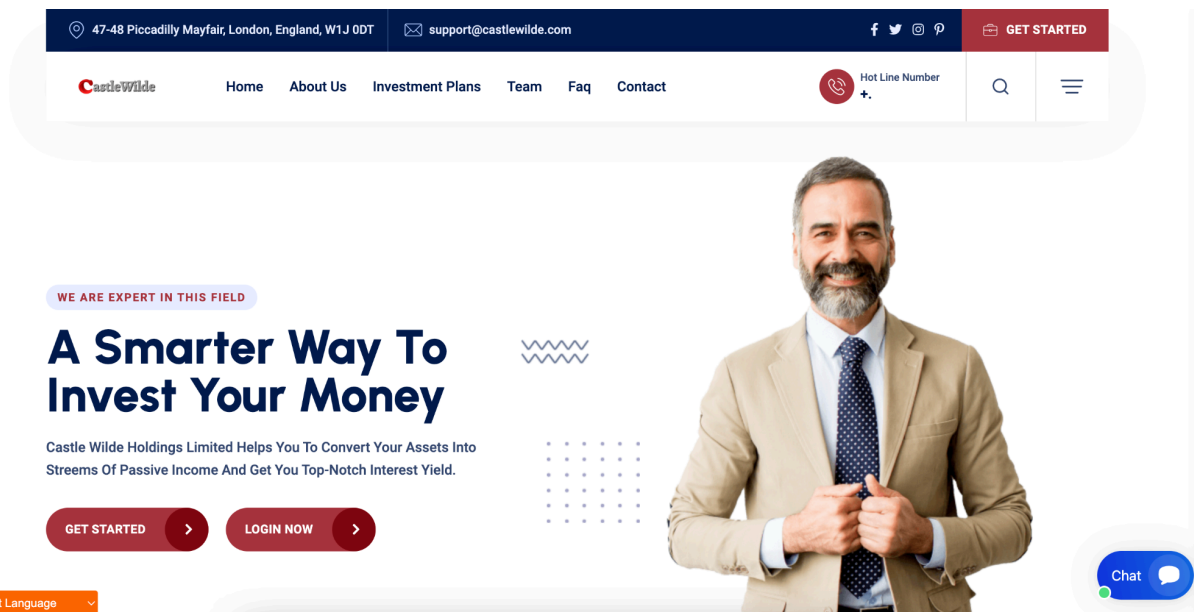 47-48 Piccadilly Mayfair, London, England, W1J 0DT
support@castlewilde.com
GET STARTED
CastleWilde
Home
About Us
Investment Plans
Team
Faq
Contact
Hot Line Number
+.
WE ARE EXPERT IN THIS FIELD
A Smarter Way To
Invest Your Money
Castle Wilde Holdings Limited Helps You To Convert Your Assets Into
Streems Of Passive Income And Get You Top-Notch Interest Yield.
GET STARTED
LOGIN NOW
Chat
t Language